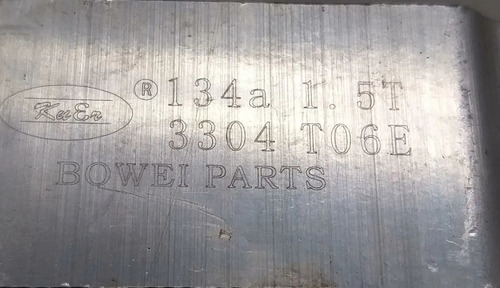 KuEr ® 134a 1.5T
3304 T06E
BOWEI PARTS